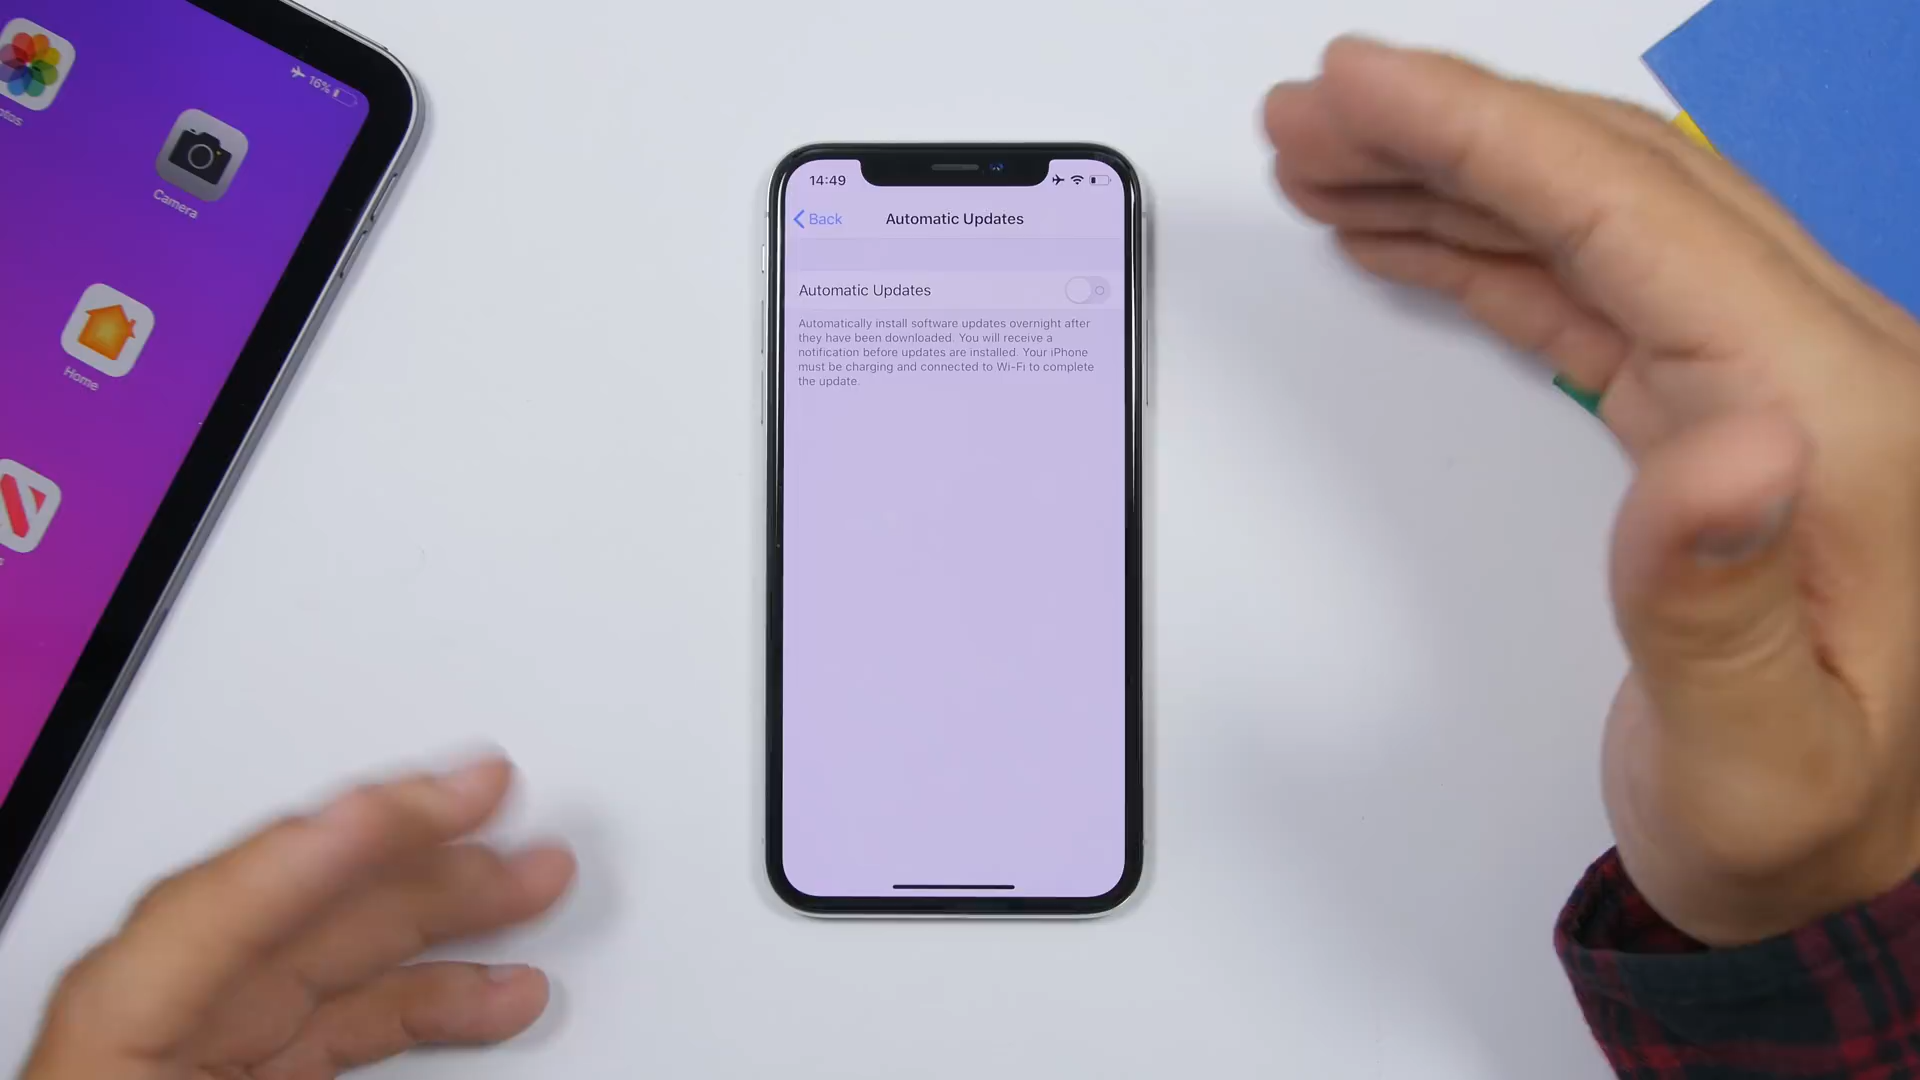 16%
Camera
Home
14:49
Back
Automatic Updates
Automatic Updates
Automatically install software updates overnight after
they have been downloaded. You will receive a
notification before updates are installed. Your iPhone
must be charging and connected to Wi-Fi to complete
the update.